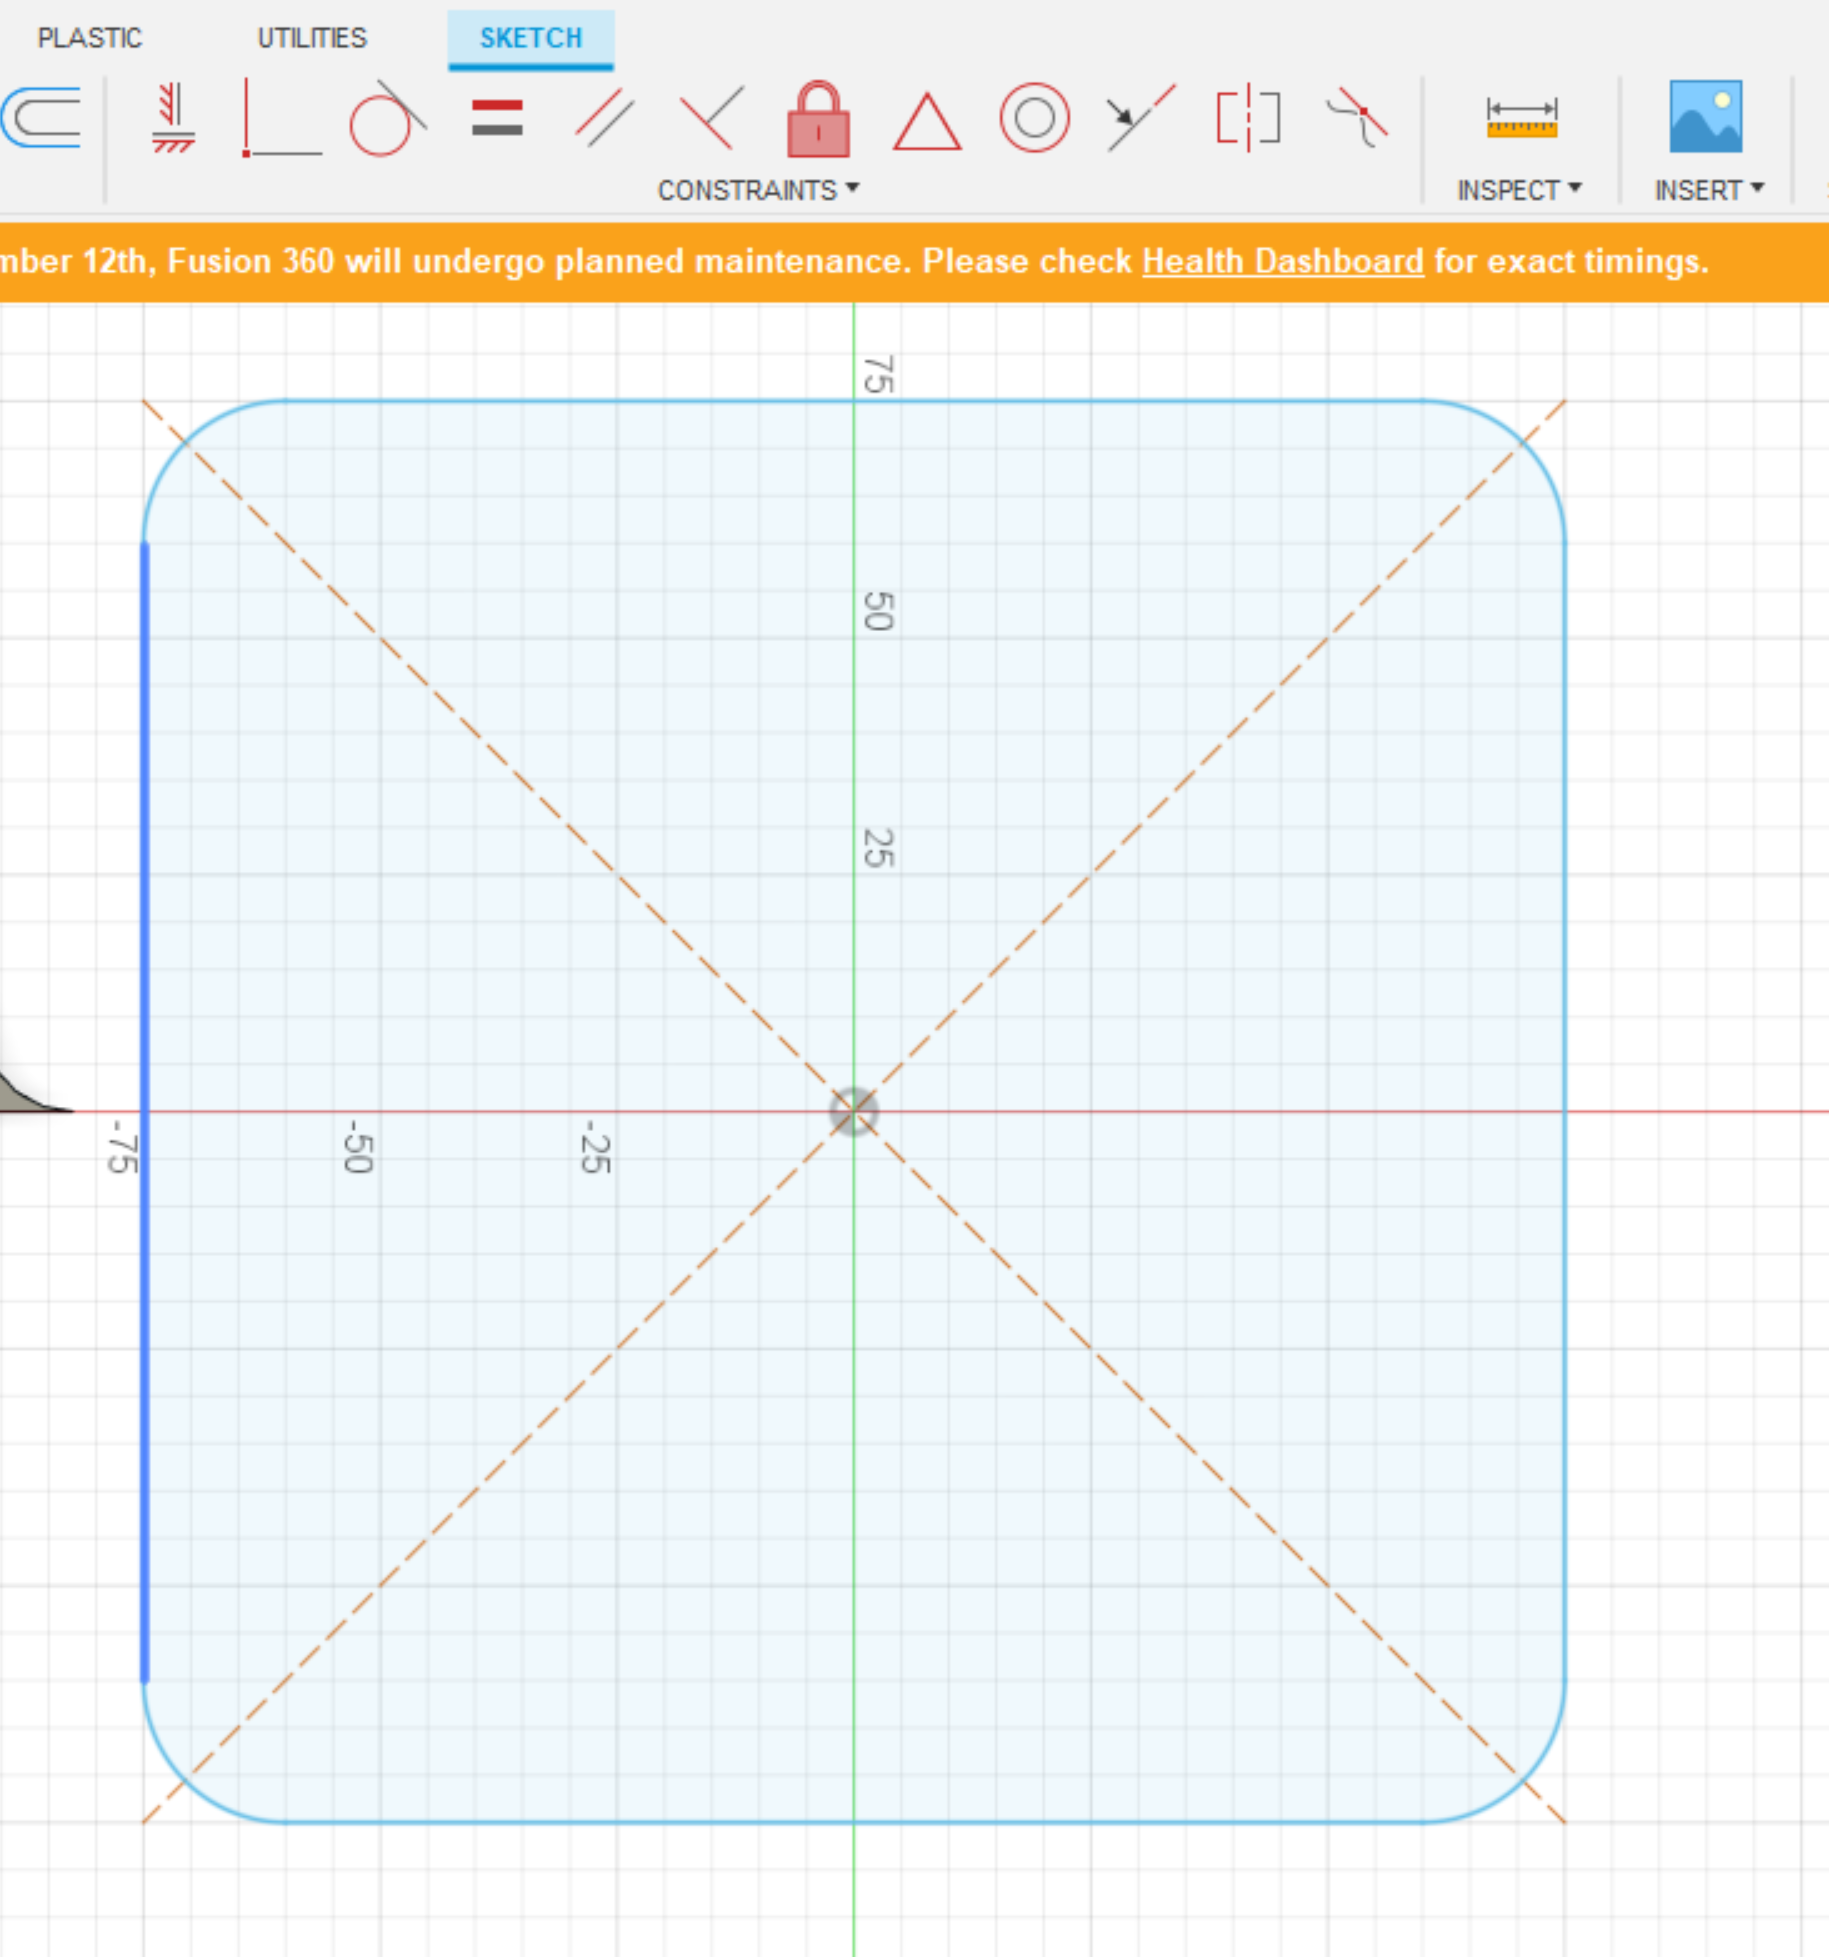 PLASTIC UTILITIES SKETCH
CONSTRAINTS INSPECT INSERT
mber 12th, Fusion 360 will undergo planned maintenance. Please check Health Dashboard for exact timings.
75
50
25
-75 -50 -25